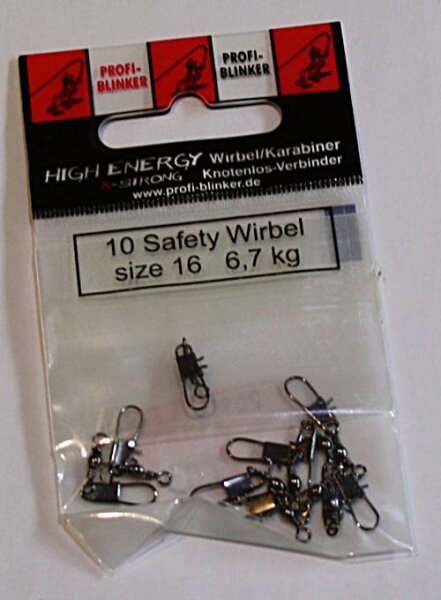 PROFI-
BLINKER
PROFI-
BLINKER
HIGH ENERGY Wirbel/Karabiner
X-STRONG Knotenlos-Verbinder
www.profi-blinker.de
10 Safety Wirbel
size 16 6,7 kg